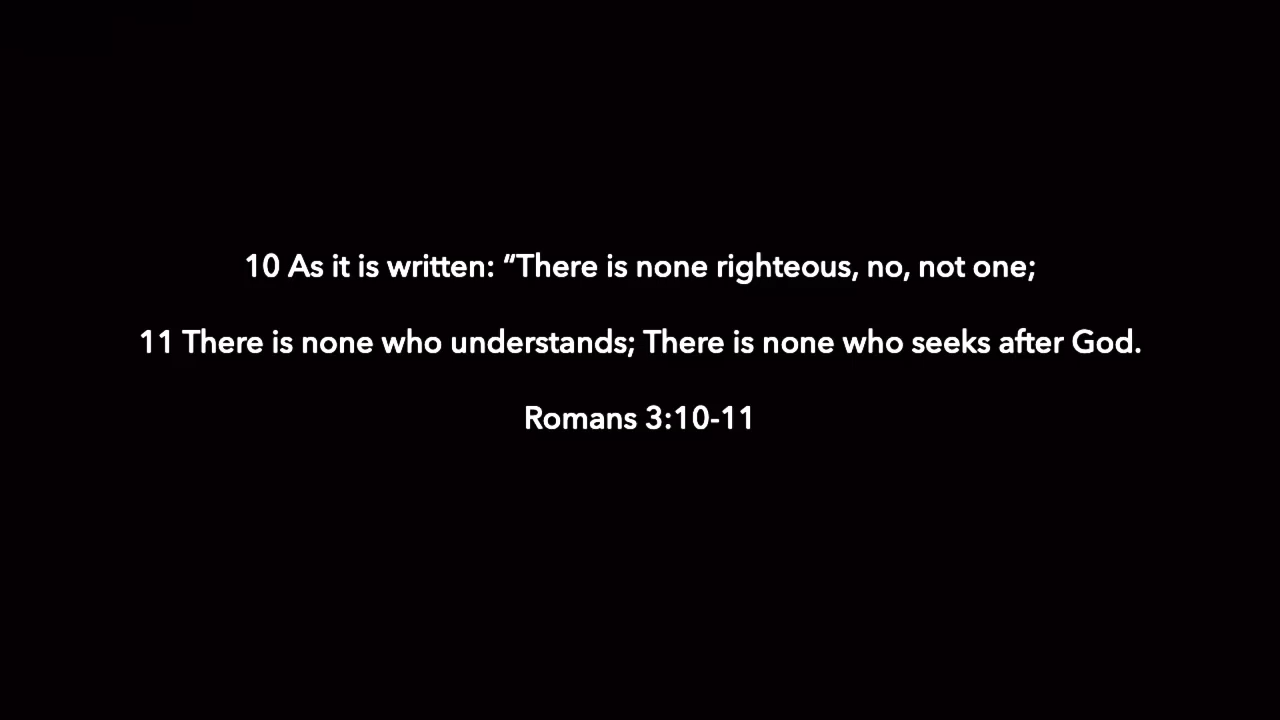 10 As it is written: “There is none righteous, no, not one;
11 There is none who understands; There is none who seeks after God.
Romans 3:10-11